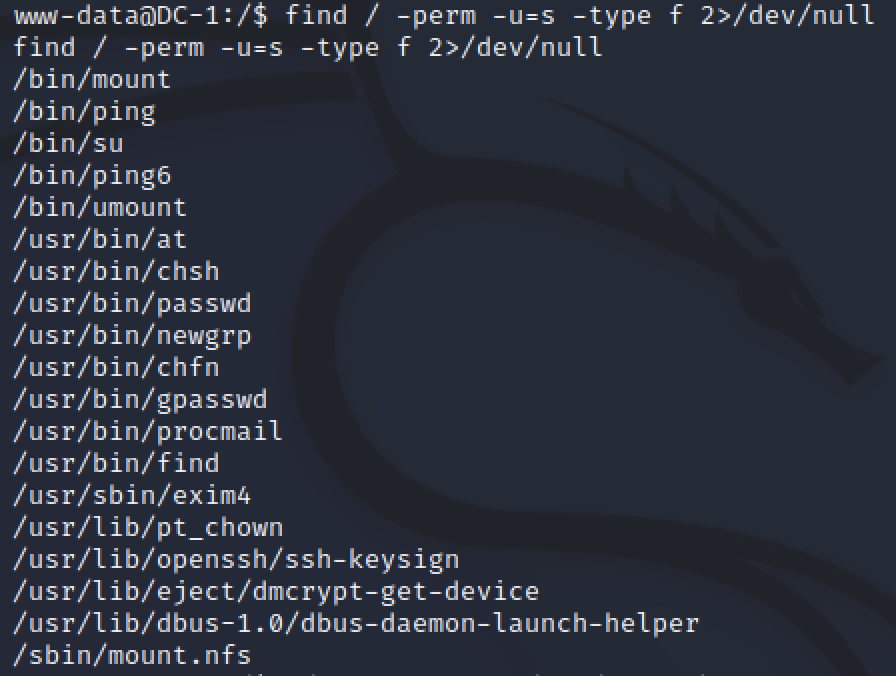 www-data@DC-1:/$ find / -perm -u=s -type f 2>/dev/null
find / -perm -u=s -type f 2>/dev/null
/bin/mount
/bin/ping
/bin/su
/bin/ping6
/bin/umount
/usr/bin/at
/usr/bin/chsh
/usr/bin/passwd
/usr/bin/newgrp
/usr/bin/chfn
/usr/bin/gpasswd
/usr/bin/procmail
/usr/bin/find
/usr/sbin/exim4
/usr/lib/pt_chown
/usr/lib/openssh/ssh-keysign
/usr/lib/eject/dmcrypt-get-device
/usr/lib/dbus-1.0/dbus-daemon-launch-helper
/sbin/mount.nfs